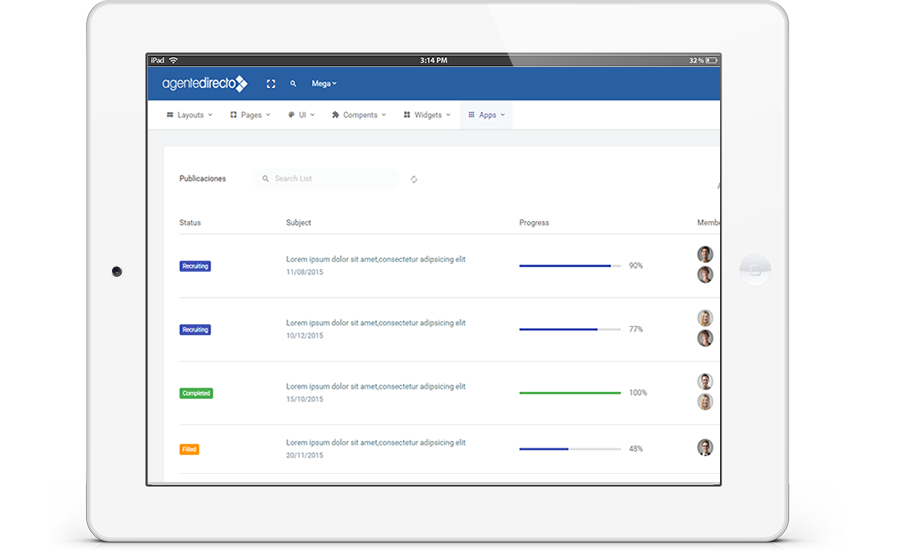 iPad 3:14 PM 32%
agentedirecto Mega
Layouts Pages UI Compents Widgets Apps
Publicaciones Search List
Status Subject Progress Membe
Recruiting Lorem ipsum dolor sit amet,consectetur adipsicing elit 90%
11/08/2015
Recruiting Lorem ipsum dolor sit amet,consectetur adipsicing elit 77%
10/12/2015
Completed Lorem ipsum dolor sit amet,consectetur adipsicing elit 100%
15/10/2015
Filled Lorem ipsum dolor sit amet,consectetur adipsicing elit 48%
20/11/2015